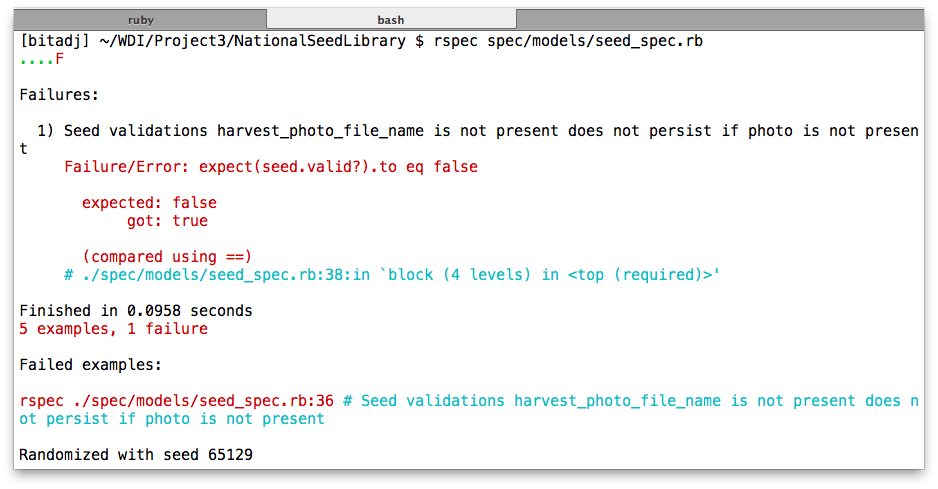 ruby bash
[bitadj] ~/WDI/Project3/NationalSeedLibrary $ rspec spec/models/seed_spec.rb
....F
Failures:
1) Seed validations harvest_photo_file_name is not present does not persist if photo is not presen
t
Failure/Error: expect(seed.valid?).to eq false
expected: false
got: true
(compared using ==)
# ./spec/models/seed_spec.rb:38:in `block (4 levels) in <top (required)>'
Finished in 0.0958 seconds
5 examples, 1 failure
Failed examples:
rspec ./spec/models/seed_spec.rb:36 # Seed validations harvest_photo_file_name is not present does n
ot persist if photo is not present
Randomized with seed 65129